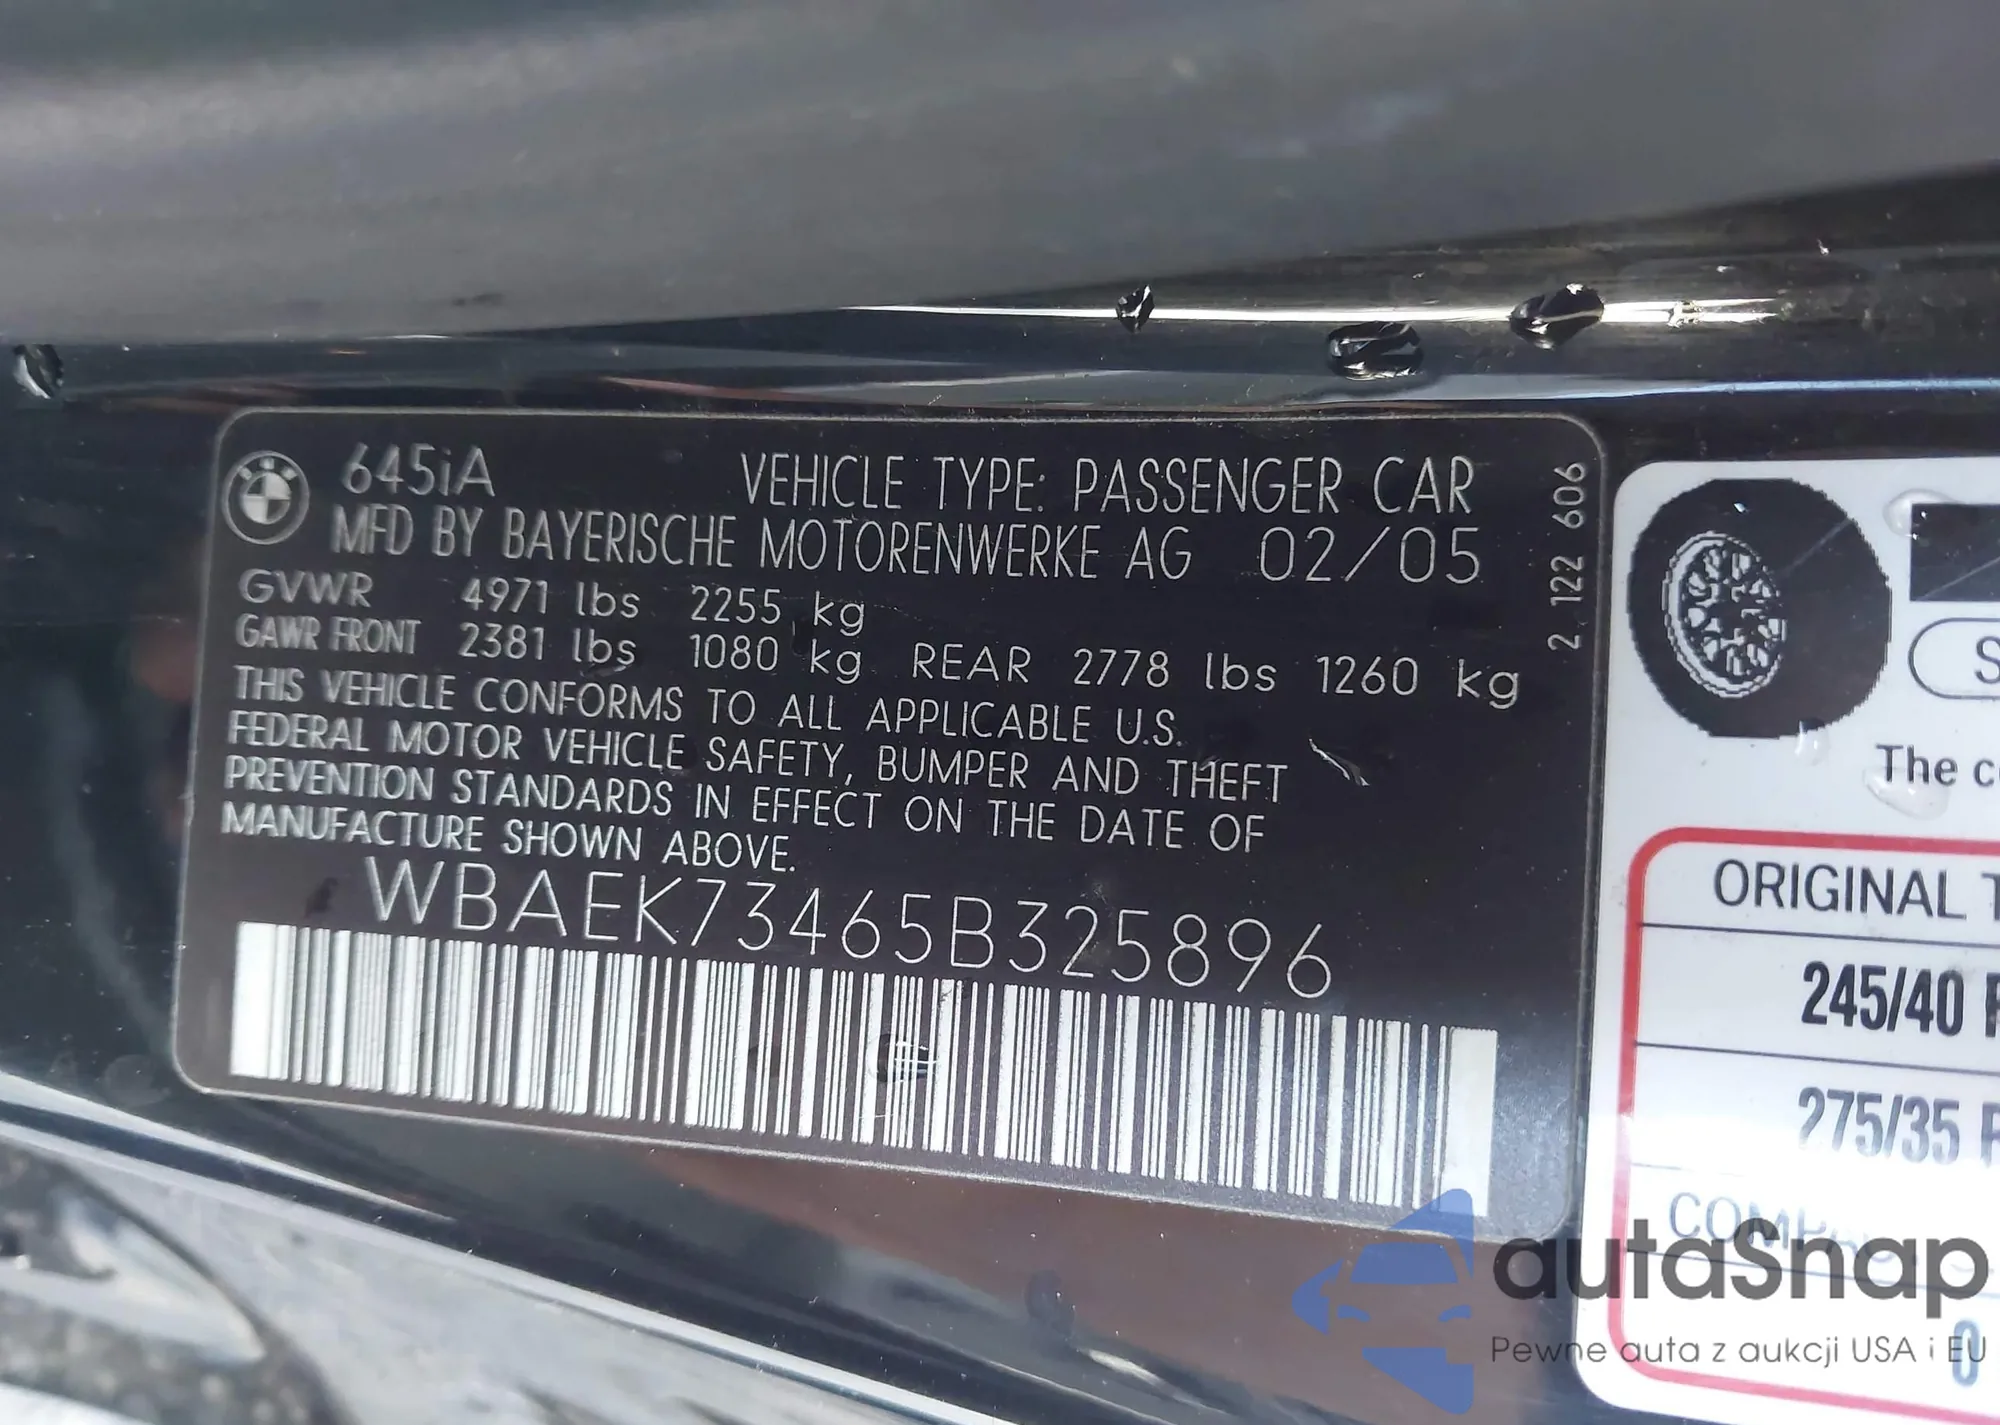 645iA VEHICLE TYPE: PASSENGER CAR
MFD BY BAYERISCHE MOTORENWERKE AG 02/05
GVWR 4971 lbs 2255 kg
GAWR FRONT 2381 lbs 1080 kg REAR 2778 lbs 1260 kg
THIS VEHICLE CONFORMS TO ALL APPLICABLE U.S.
FEDERAL MOTOR VEHICLE SAFETY, BUMPER AND THEFT
PREVENTION STANDARDS IN EFFECT ON THE DATE OF
MANUFACTURE SHOWN ABOVE.
WBAEK73465B325896
2 122 606
S
The c
ORIGINAL T
245/40 R
275/35 R
COMPAC
0
autaSnap
Pewne auta z aukcji USA i EU